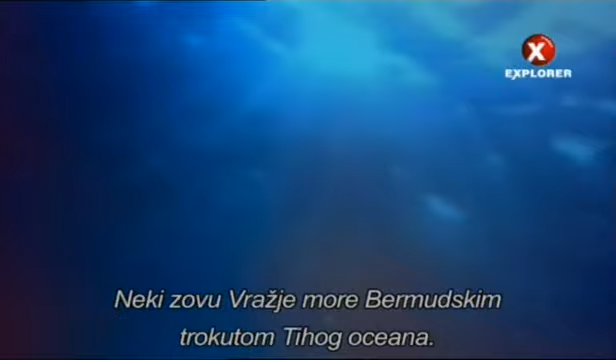 X
EXPLORER
Neki zovu Vražje more Bermudskim
trokutom Tihog oceana.